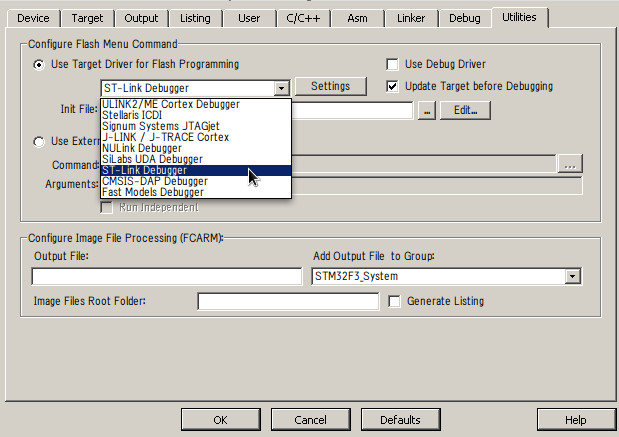 Device Target Output Listing User C/C++ Asm Linker Debug Utilities
Configure Flash Menu Command
Use Target Driver for Flash Programming Use Debug Driver
ST-Link Debugger Settings Update Target before Debugging
ULINK2/ME Cortex Debugger
Stellaris ICDI
Init File: ... Edit...
Signum Systems JTAGjet
J-LINK / J-TRACE Cortex
Use Extern
NULink Debugger
SiLabs UDA Debugger
Command: ...
ST-Link Debugger
CMSIS-DAP Debugger
Arguments:
Fast Models Debugger
Run Independent
Configure Image File Processing (FCARM):
Output File: Add Output File to Group:
STM32F3_System
Image Files Root Folder: Generate Listing
OK Cancel Defaults Help